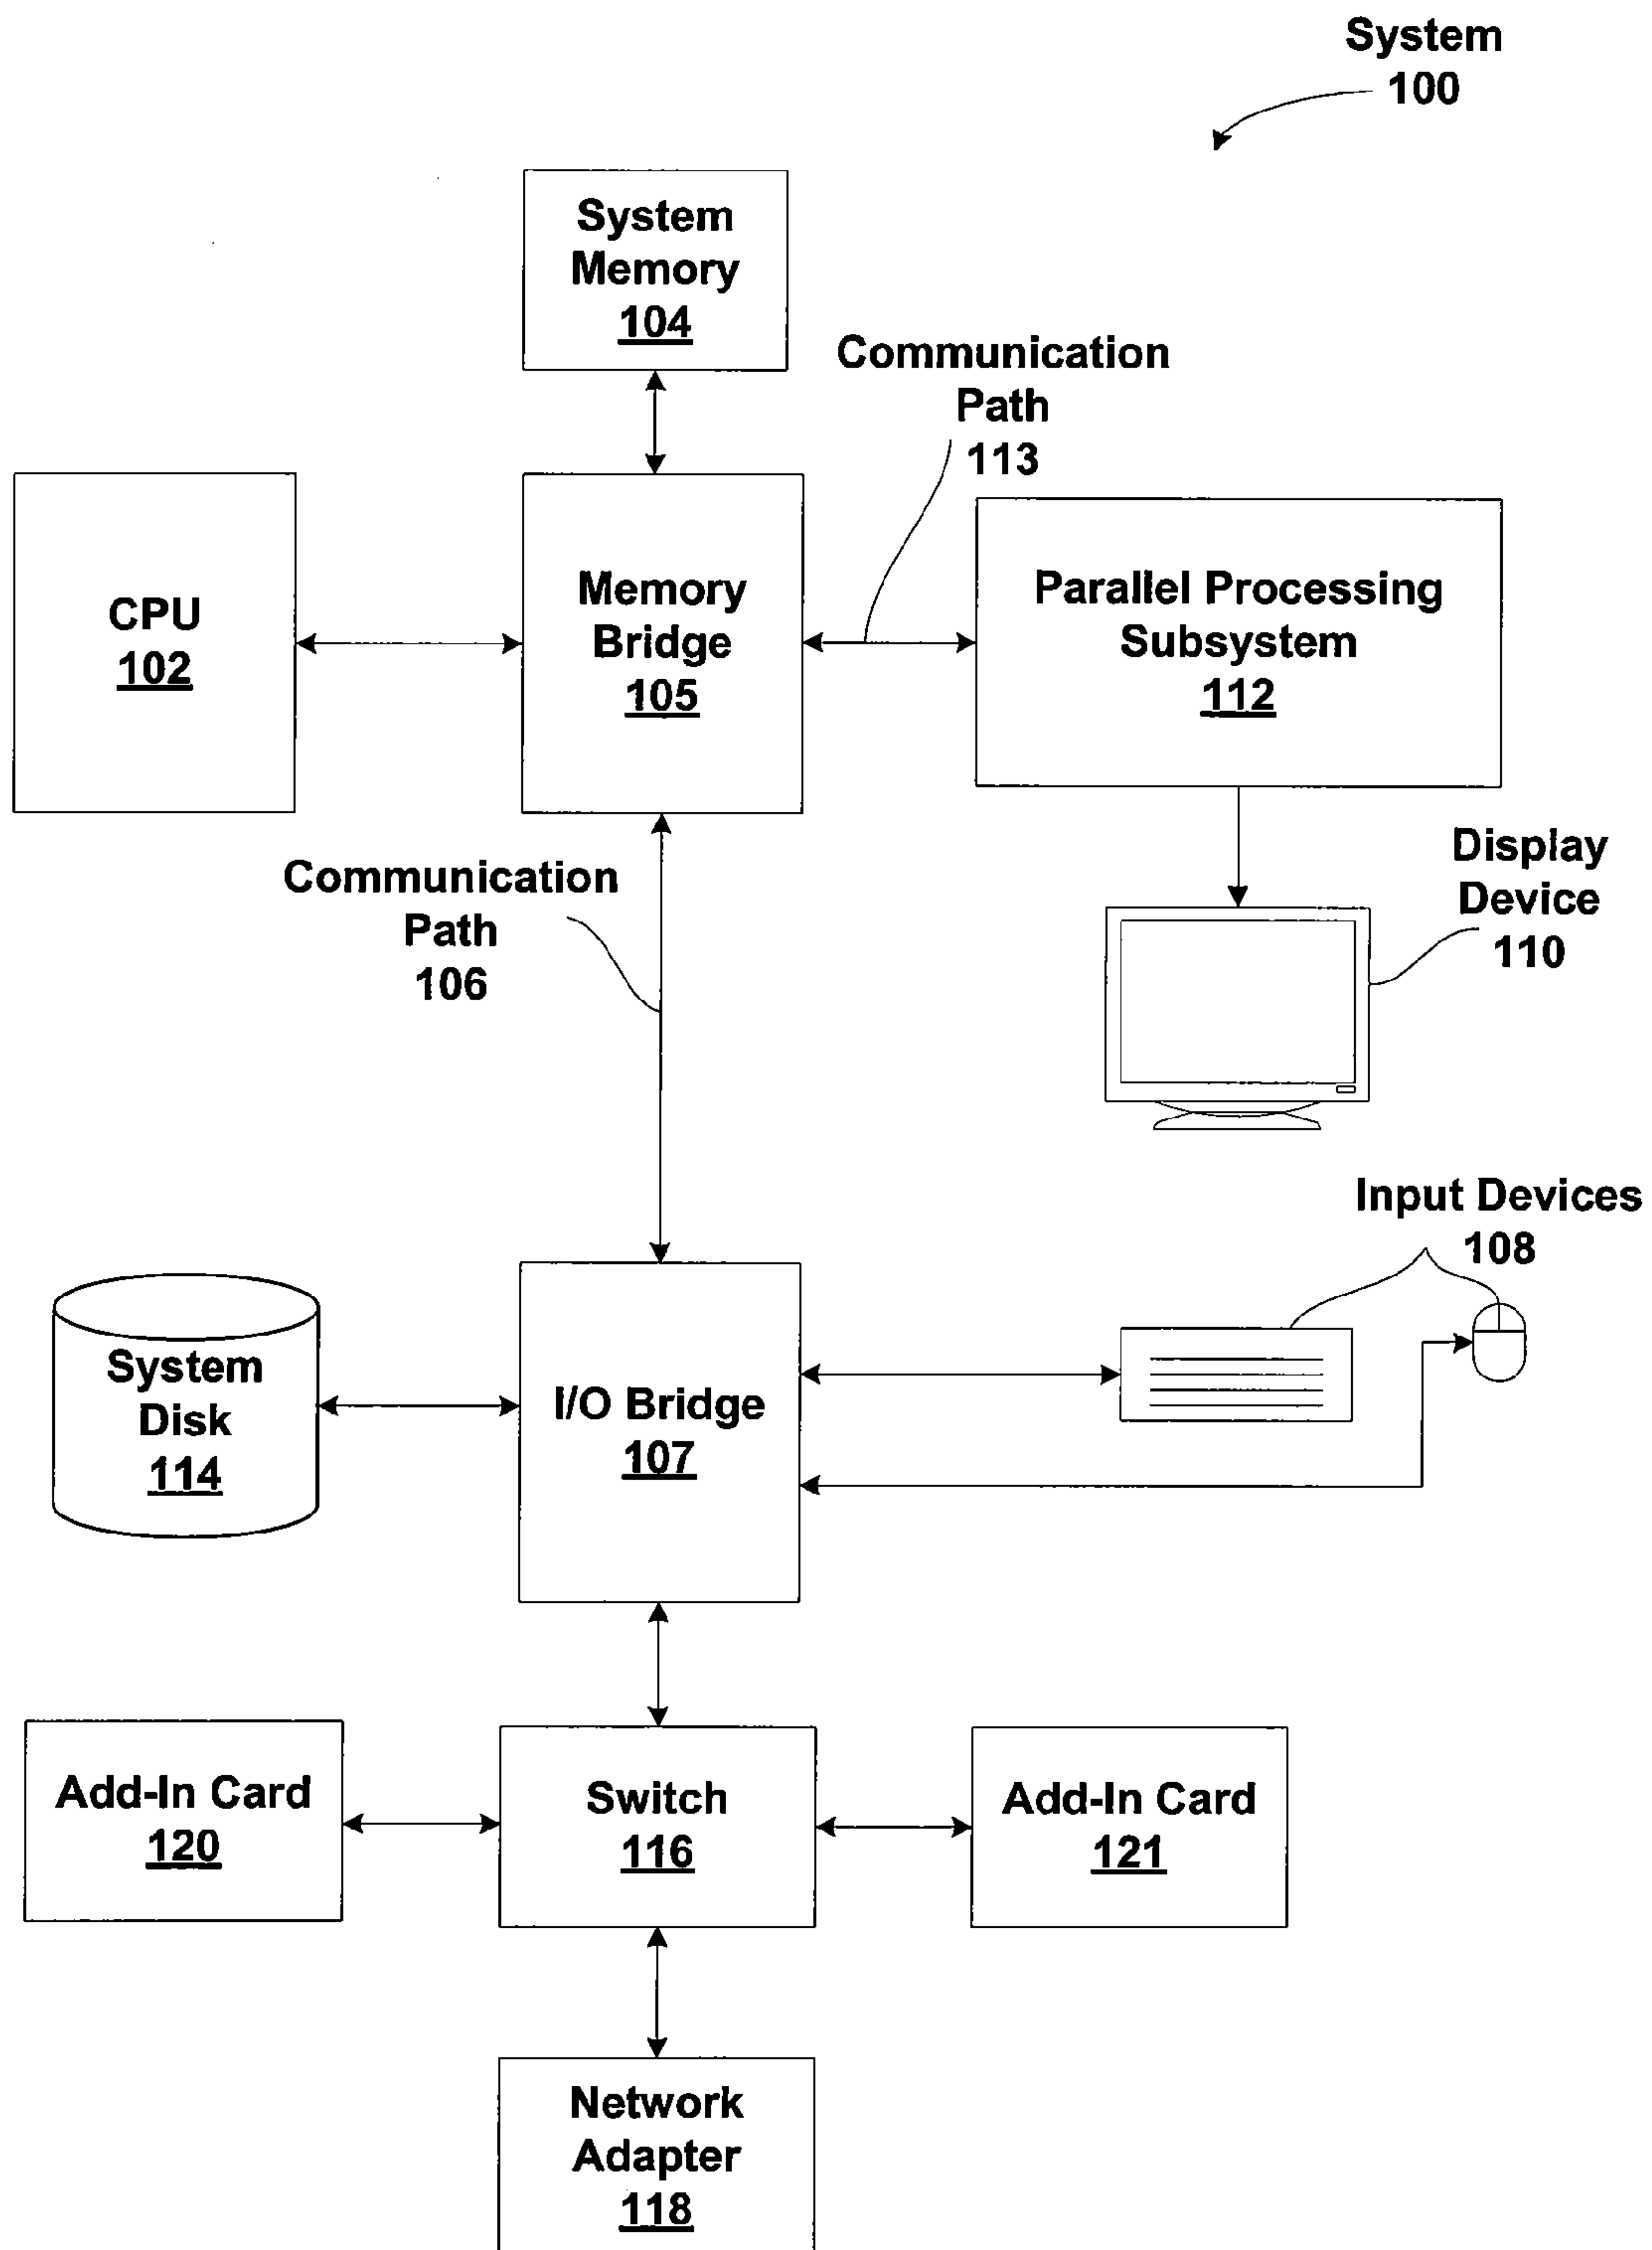 System
100
System
Memory
104
Communication
Path
113
CPU
102
Memory
Bridge
105
Parallel Processing
Subsystem
112
Communication
Path
106
Display
Device
110
Input Devices
108
System
Disk
114
I/O Bridge
107
Add-In Card
120
Switch
116
Add-In Card
121
Network
Adapter
118